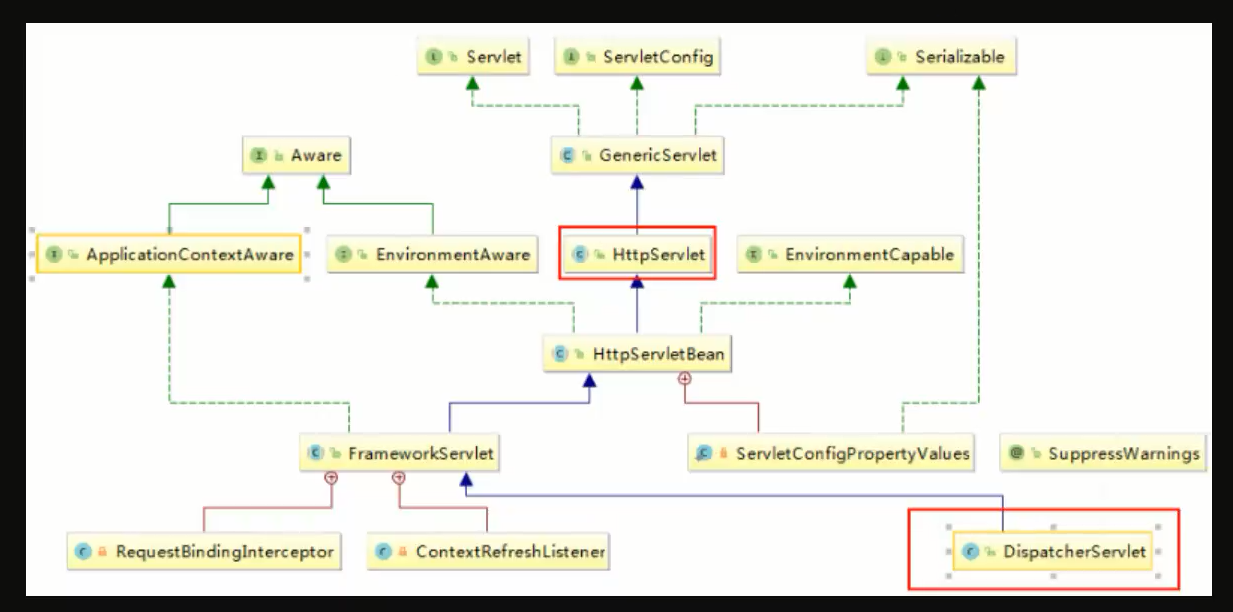 Servlet
ServletConfig
Serializable
Aware
GenericServlet
ApplicationContextAware
EnvironmentAware
HttpServlet
EnvironmentCapable
HttpServletBean
FrameworkServlet
ServletConfigPropertyValues
SuppressWarnings
RequestBindingInterceptor
ContextRefreshListener
DispatcherServlet